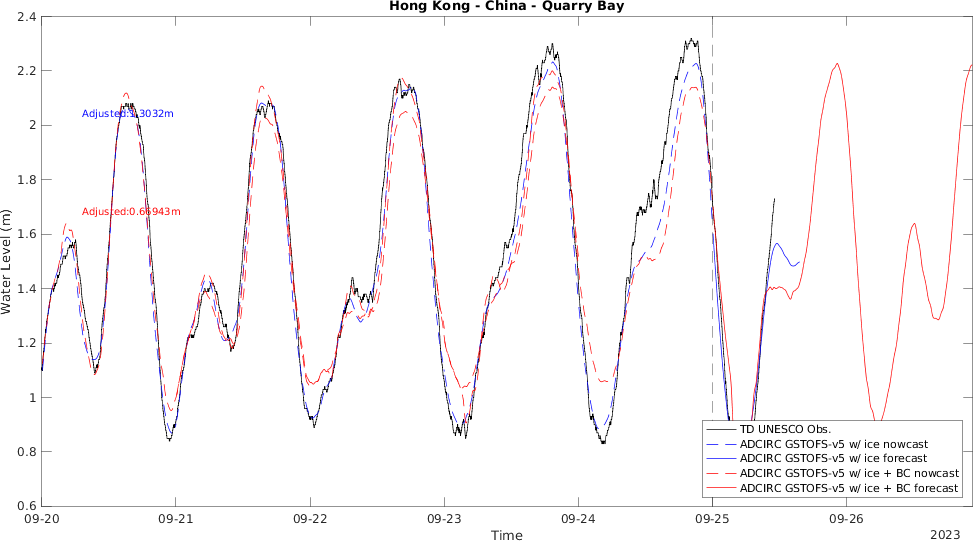 Hong Kong - China - Quarry Bay
2.4
2.2
2
1.8
1.6
1.4
1.2
1
0.8
0.6
Water Level (m)
Adjusted:1.3032m
Adjusted:0.66943m
TD UNESCO Obs.
ADCIRC GSTOFS-v5 w/ ice nowcast
ADCIRC GSTOFS-v5 w/ ice forecast
ADCIRC GSTOFS-v5 w/ ice + BC nowcast
ADCIRC GSTOFS-v5 w/ ice + BC forecast
09-20 09-21 09-22 09-23 09-24 09-25 09-26
Time
2023